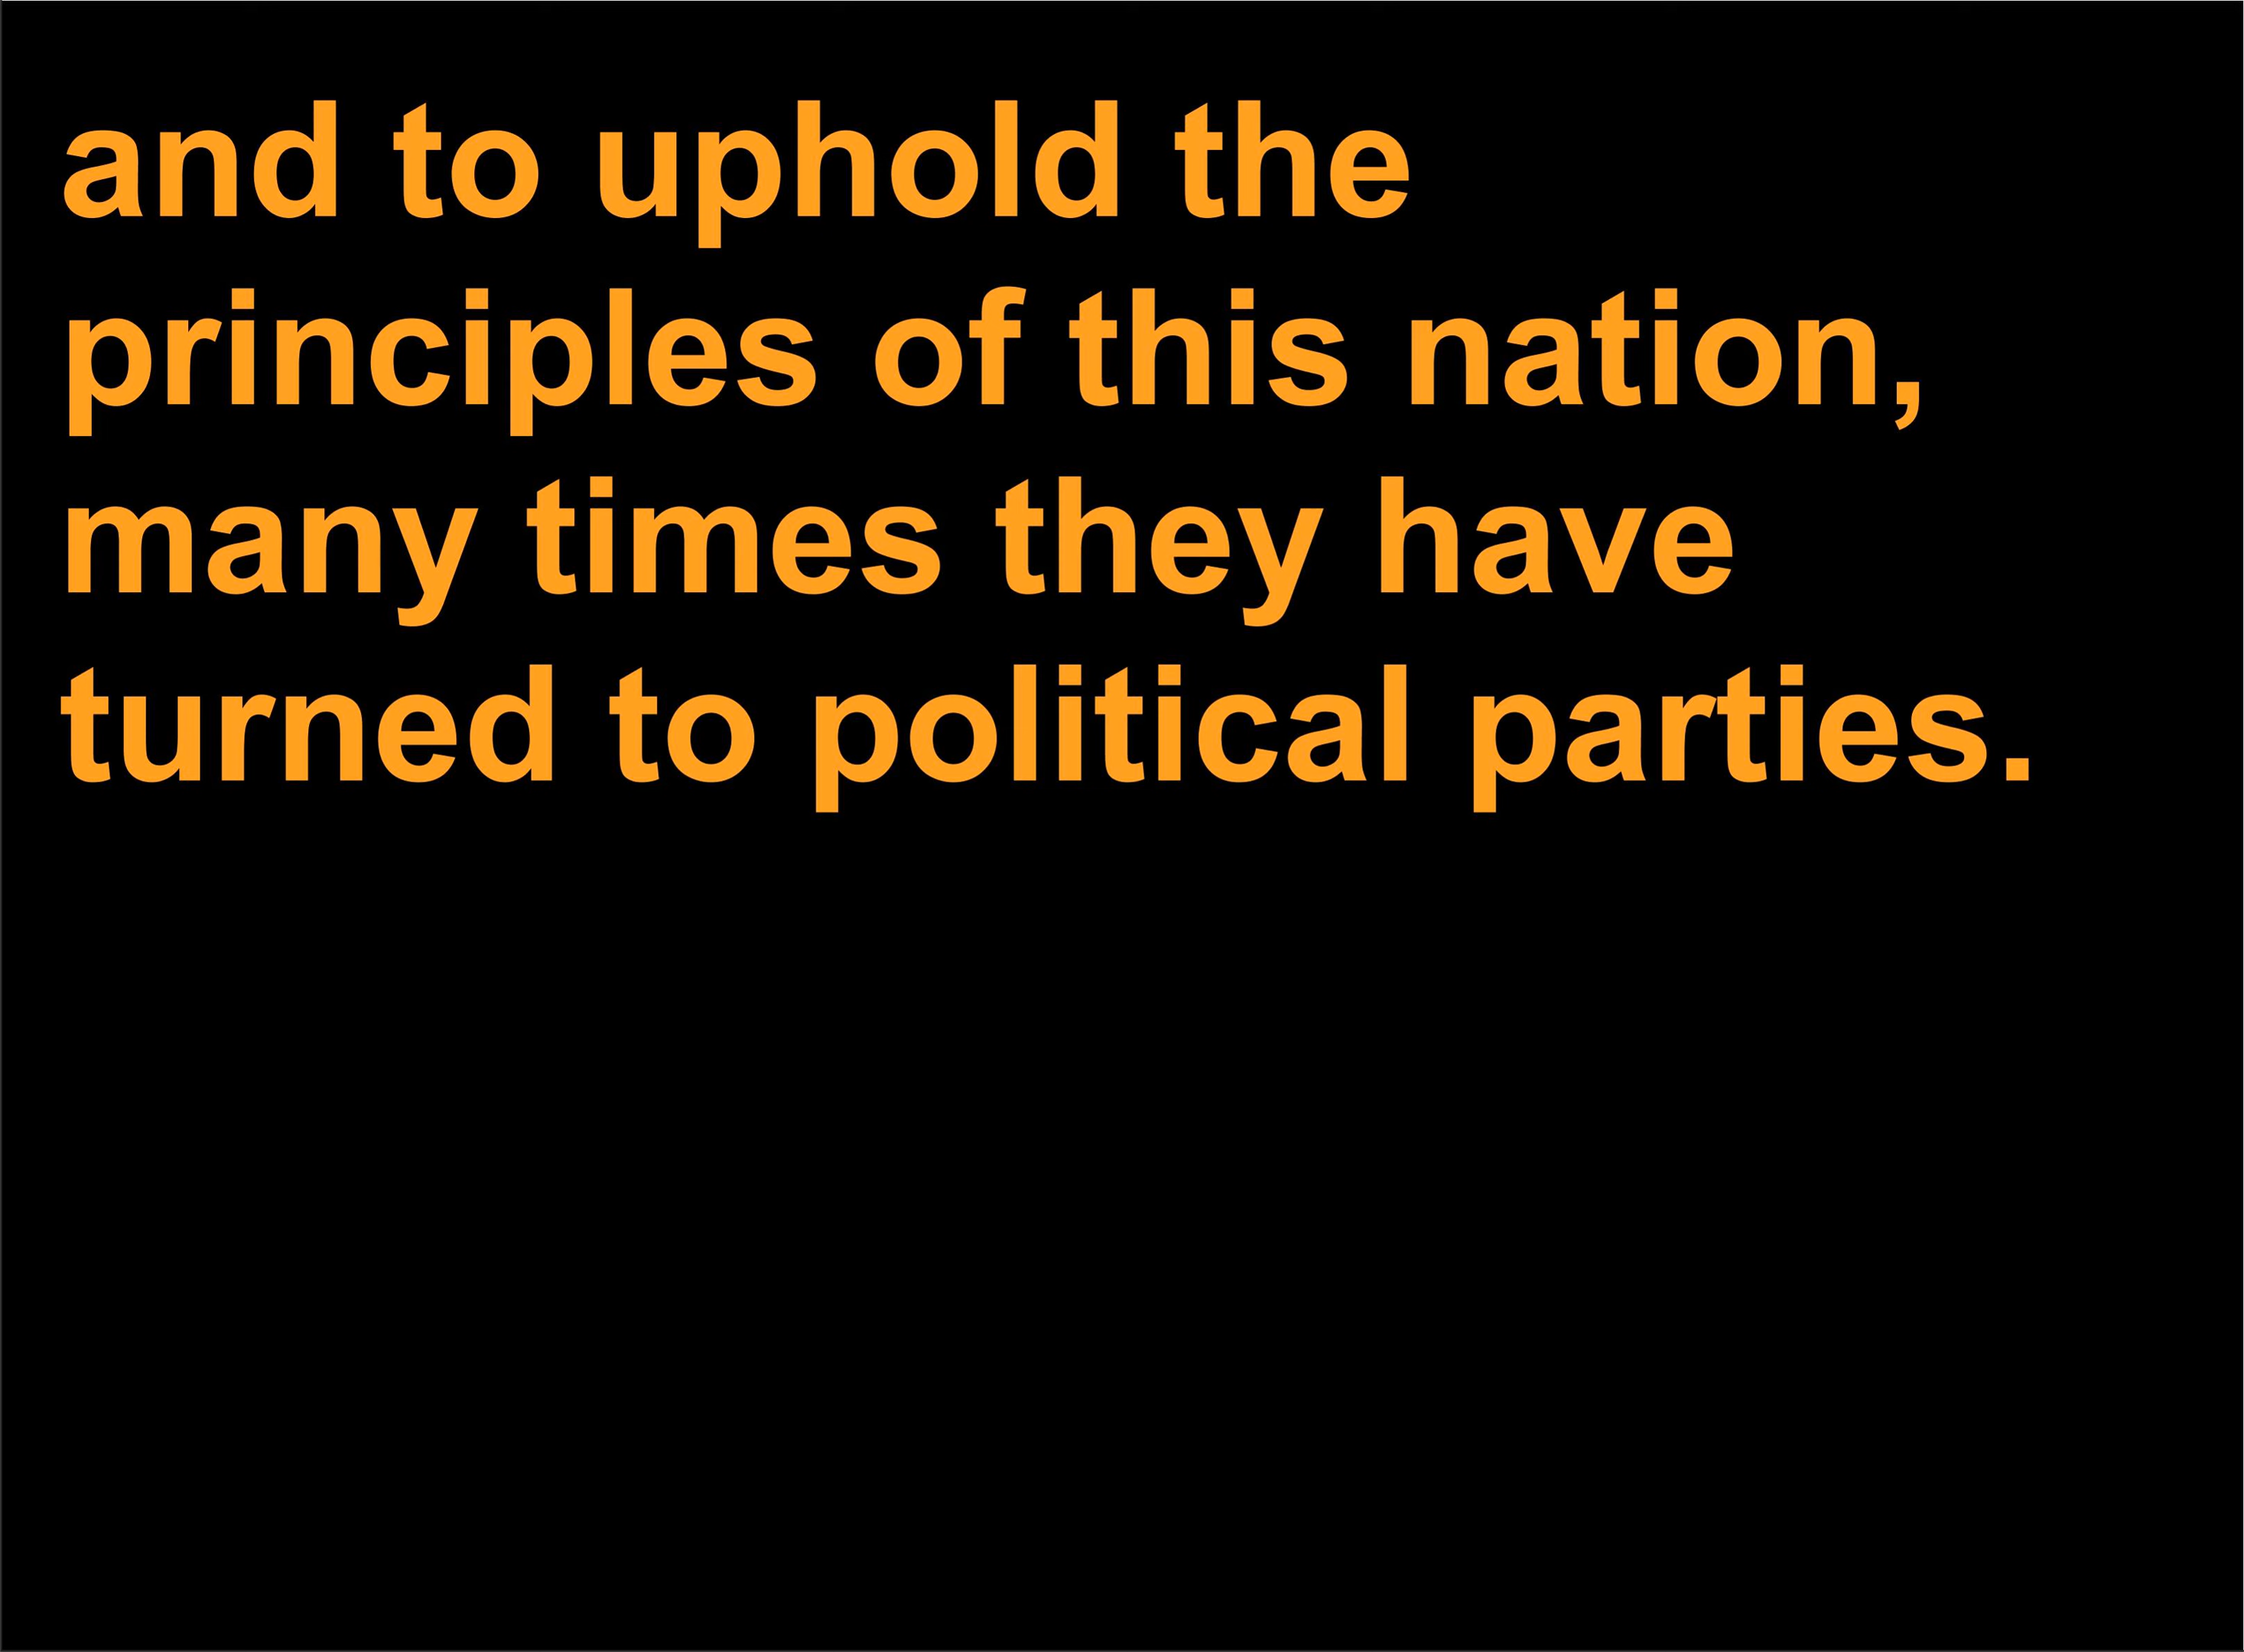 and to uphold the
principles of this nation,
many times they have
turned to political parties.